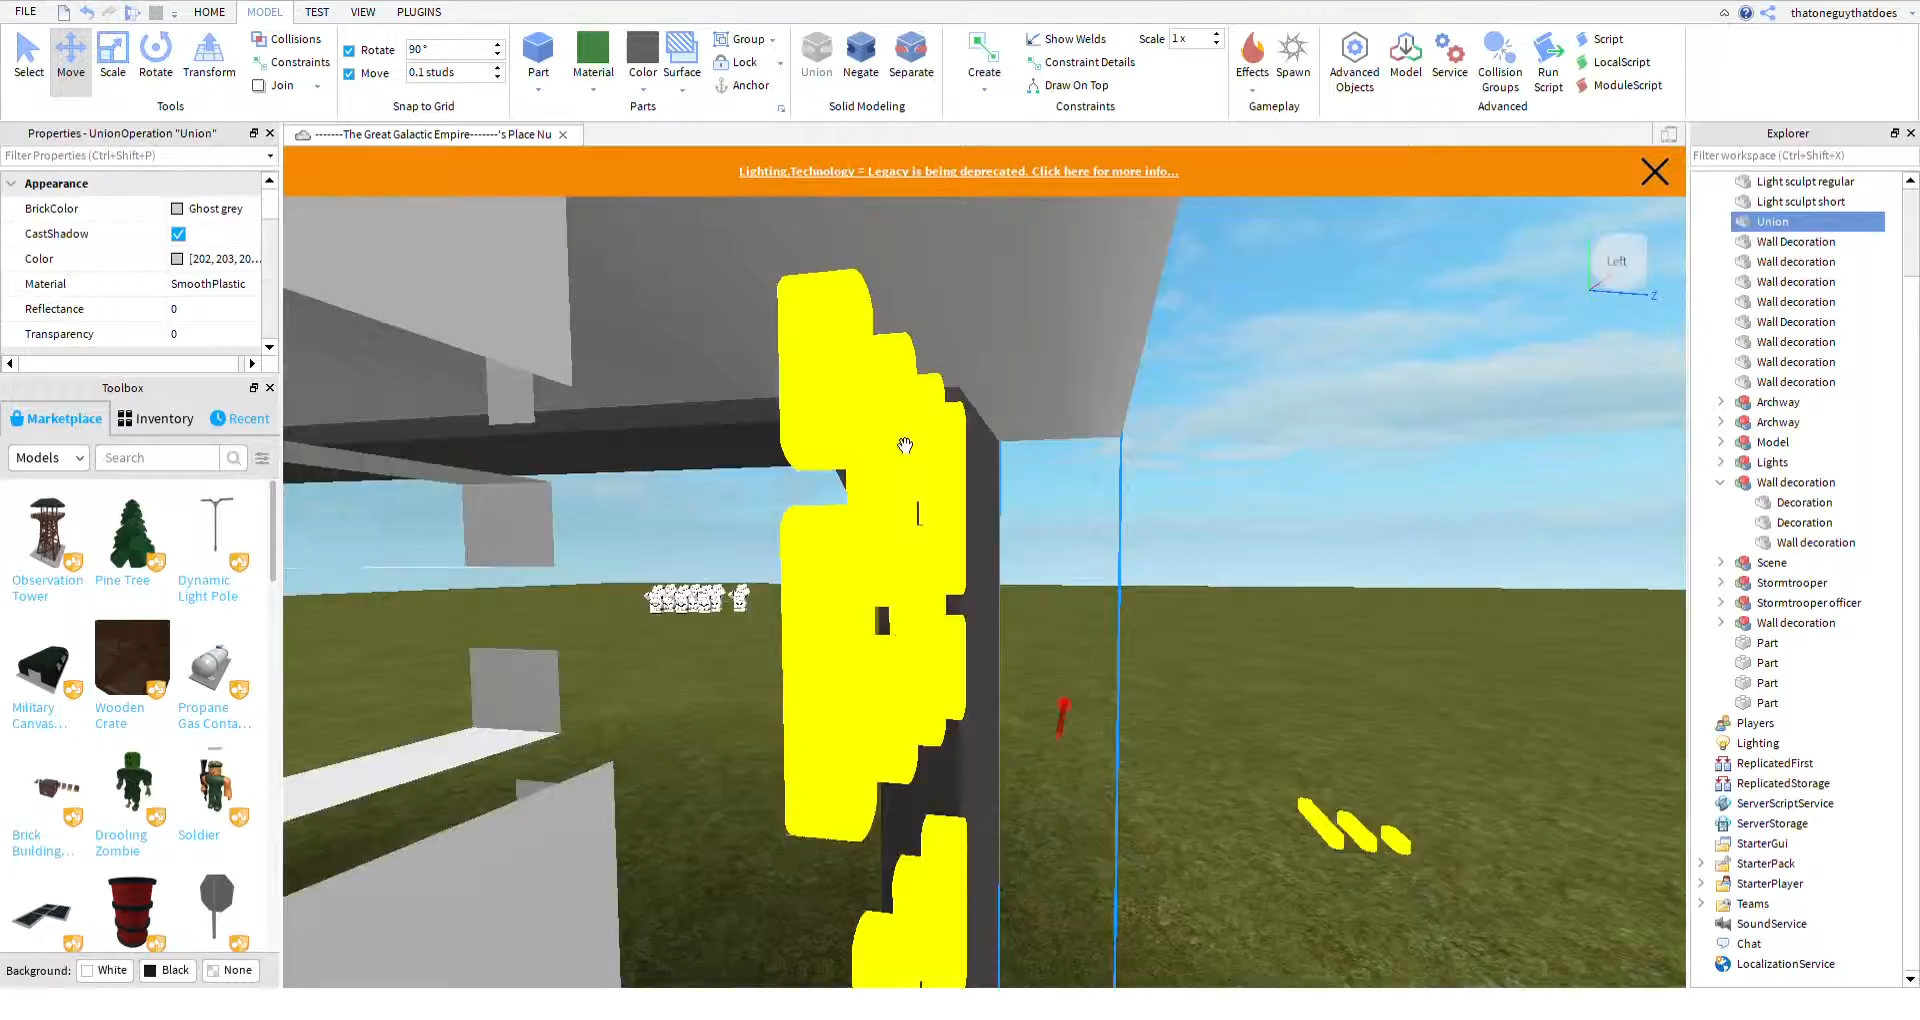 FILE HOME MODEL TEST VIEW PLUGINS thatoneguythatdoes
Select Move Scale Rotate Transform
Tools
Collisions
Constraints
Join
Rotate 90°
Move 0.1 studs
Snap to Grid
Part Material Color Surface
Group
Lock
Anchor
Parts
Union Negate Separate
Solid Modeling
Create
Show Welds Scale 1 x
Constraint Details
Draw On Top
Constraints
Effects Spawn
Gameplay
Advanced Objects
Model
Service
Collision Groups
Run Script
Script
LocalScript
ModuleScript
Advanced
Properties - UnionOperation "Union"
Filter Properties (Ctrl+Shift+P)
Appearance
BrickColor Ghost grey
CastShadow
Color [202, 203, 20...
Material SmoothPlastic
Reflectance 0
Transparency 0
Toolbox
Marketplace Inventory Recent
Models Search
Observation Tower
Pine Tree
Dynamic Light Pole
Military Canvas...
Wooden Crate
Propane Gas Conta...
Brick Building...
Drooling Zombie
Soldier
Background: White Black None
-------The Great Galactic Empire-------'s Place Nu
Lighting.Technology = Legacy is being deprecated. Click here for more info...
Left
Z
Explorer
Filter workspace (Ctrl+Shift+X)
Light sculpt regular
Light sculpt short
Union
Wall Decoration
Wall decoration
Wall decoration
Wall Decoration
Wall Decoration
Wall decoration
Wall decoration
Wall decoration
Archway
Archway
Model
Lights
Wall decoration
Decoration
Decoration
Wall decoration
Scene
Stormtrooper
Stormtrooper officer
Wall decoration
Part
Part
Part
Part
Players
Lighting
ReplicatedFirst
ReplicatedStorage
ServerScriptService
ServerStorage
StarterGui
StarterPack
StarterPlayer
Teams
SoundService
Chat
LocalizationService